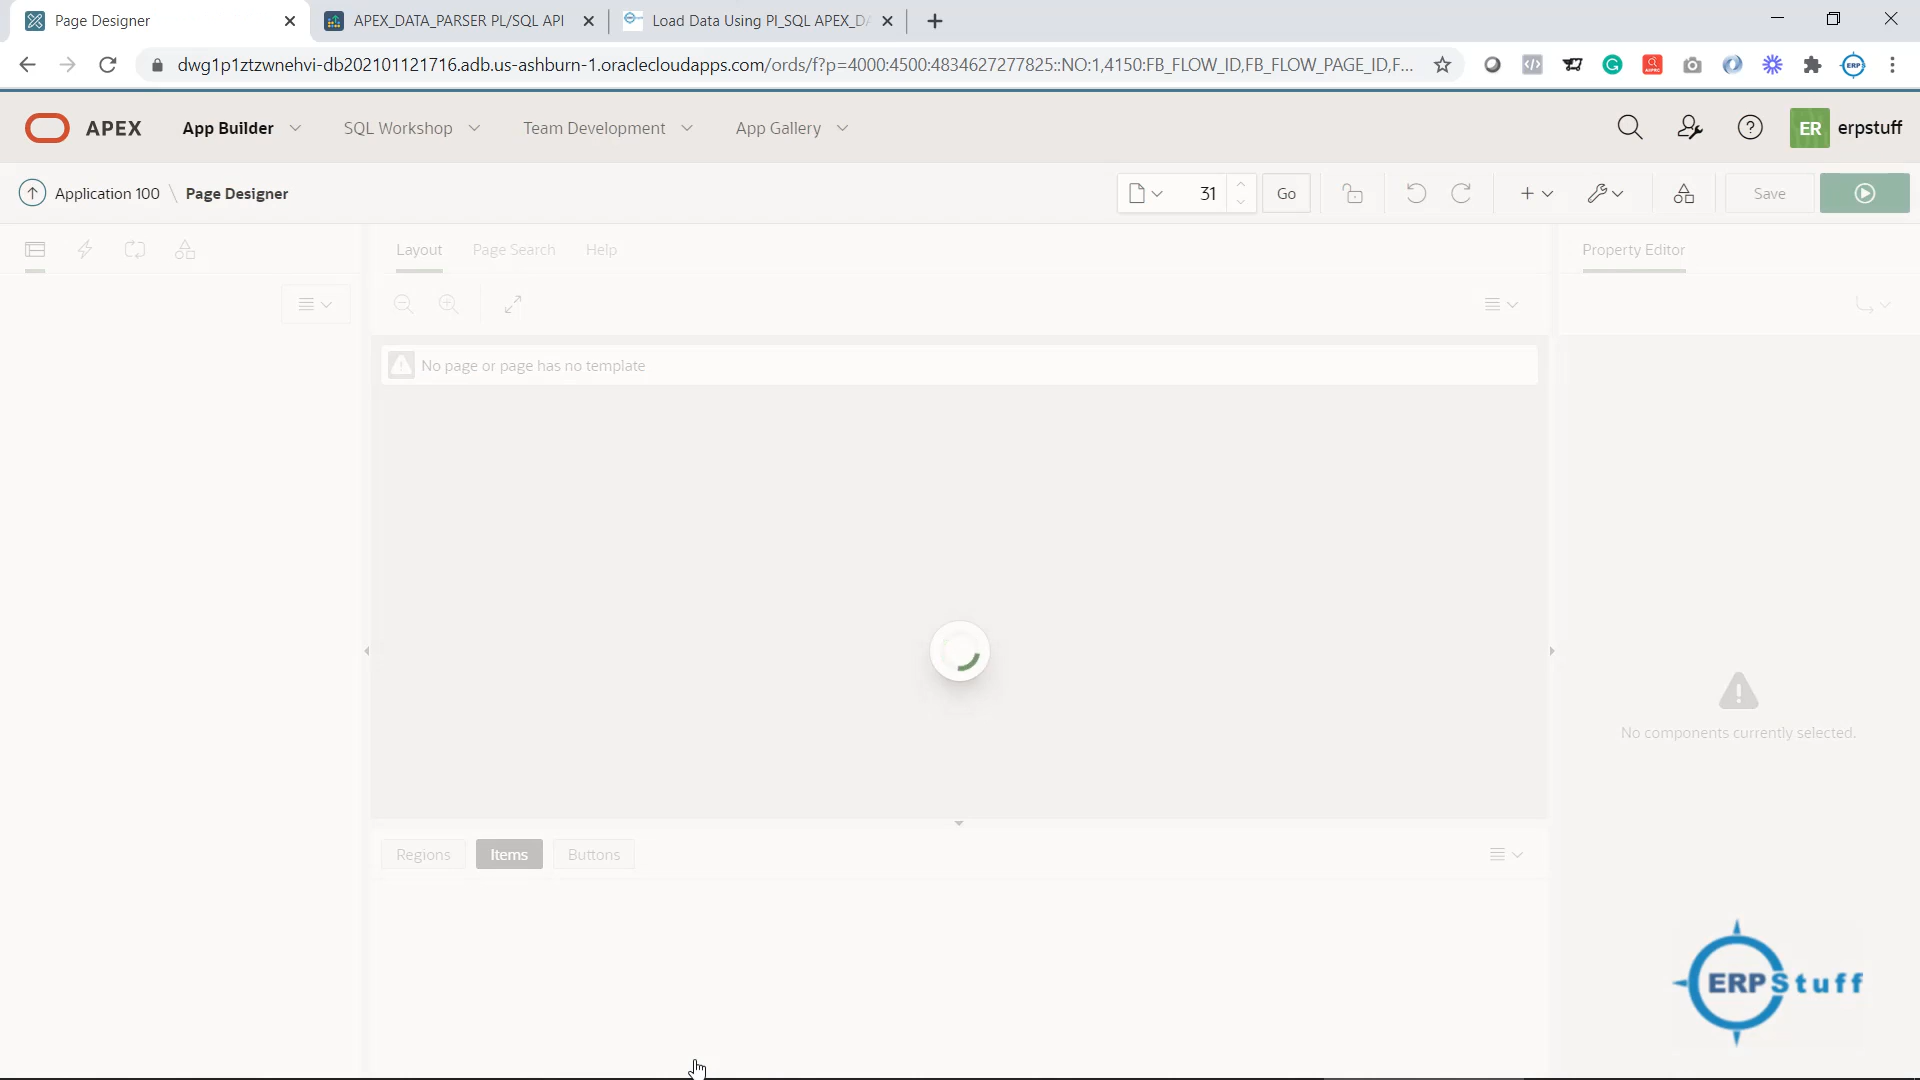 Page Designer
APEX_DATA_PARSER PL/SQL API
Load Data Using Pl_SQL APEX_DA
dwg1p1ztzwnehvi-db202101121716.adb.us-ashburn-1.oraclecloudapps.com/ords/f?p=4000:4500:4834627277825::NO:1,4150:FB_FLOW_ID,FB_FLOW_PAGE_ID,F...
APEX
App Builder
SQL Workshop
Team Development
App Gallery
ER erpstuff
Application 100 \ Page Designer
31
Go
Save
Layout
Page Search
Help
Property Editor
No page or page has no template
No components currently selected.
Regions
Items
Buttons
ERPStuff